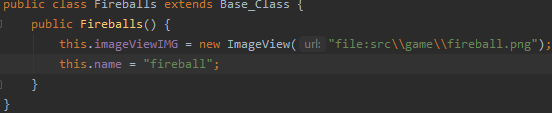 public class Fireballs extends Base_Class {
public Fireballs() {
this.imageViewIMG = new ImageView( url: "file:src\\game\\fireball.png");
this.name = "fireball";
}
}